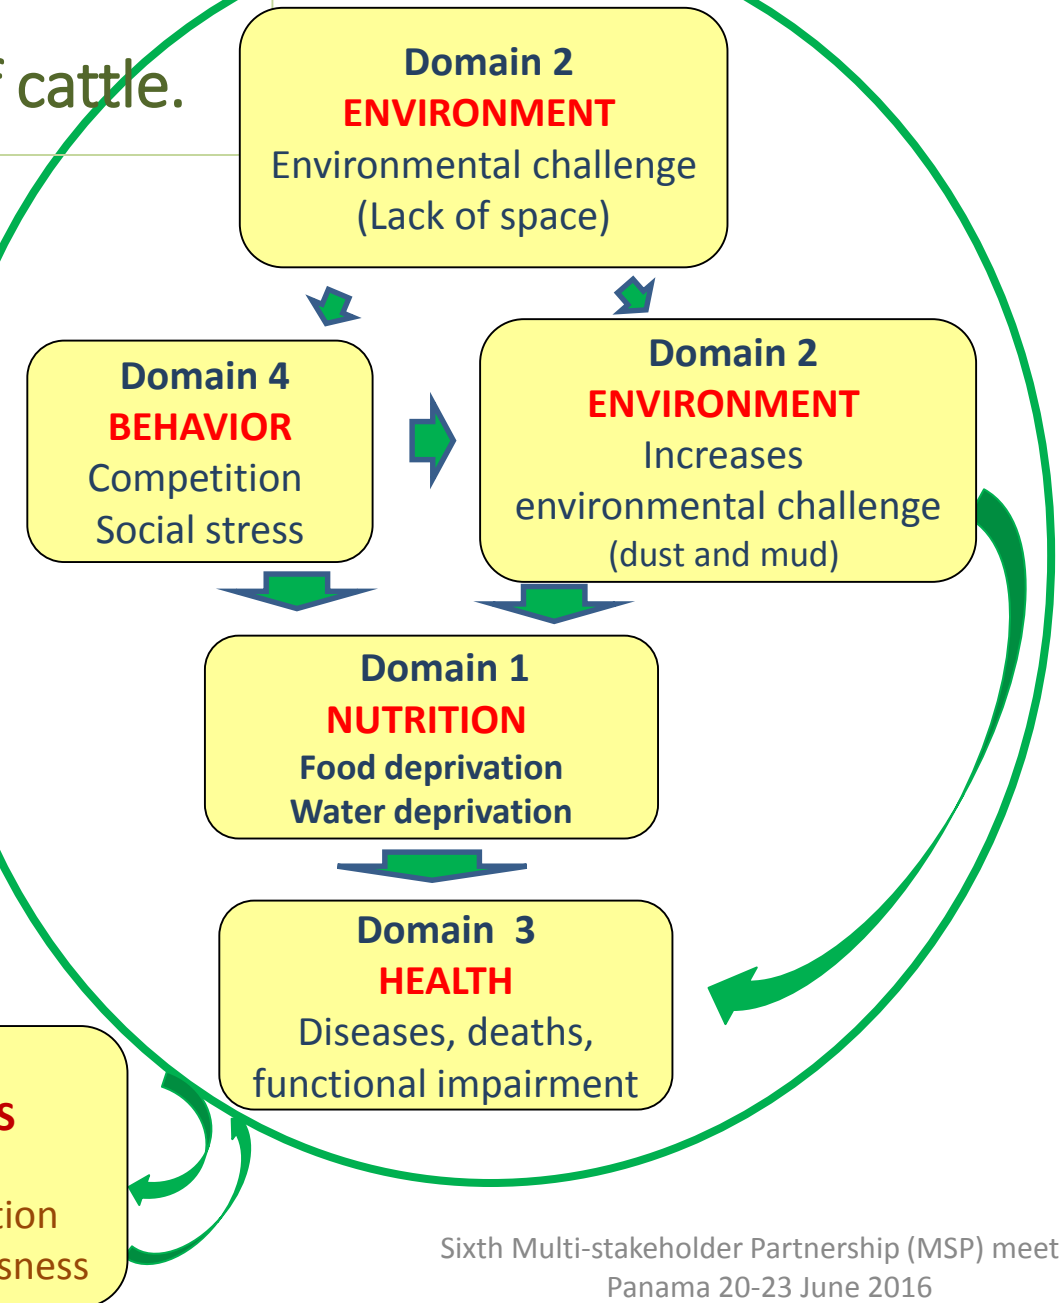 cattle.
Domain 2
ENVIRONMENT
Environmental challenge
(Lack of space)
Domain 4
BEHAVIOR
Competition
Social stress
Domain 2
ENVIRONMENT
Increases
environmental challenge
(dust and mud)
Domain 1
NUTRITION
Food deprivation
Water deprivation
Domain 3
HEALTH
Diseases, deaths,
functional impairment
Sixth Multi-stakeholder Partnership (MSP) meet
Panama 20-23 June 2016